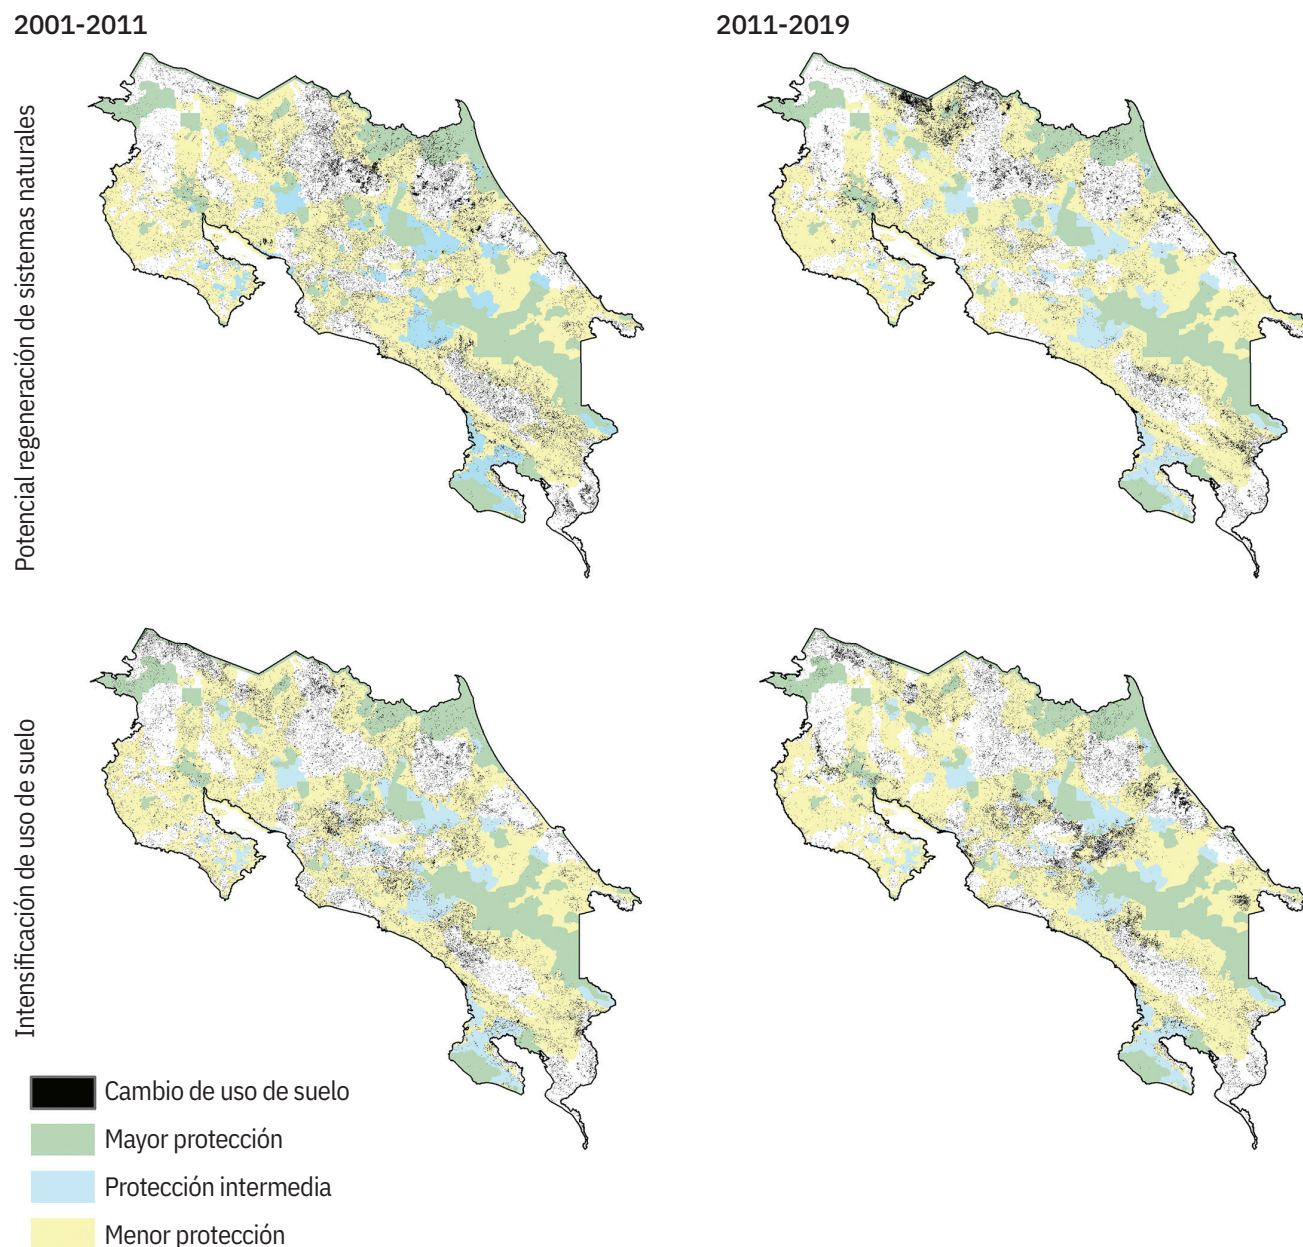 2001-2011
2011-2019
Potencial regeneración de sistemas naturales
Intensificación de uso de suelo
Cambio de uso de suelo
Mayor protección
Protección intermedia
Menor protección